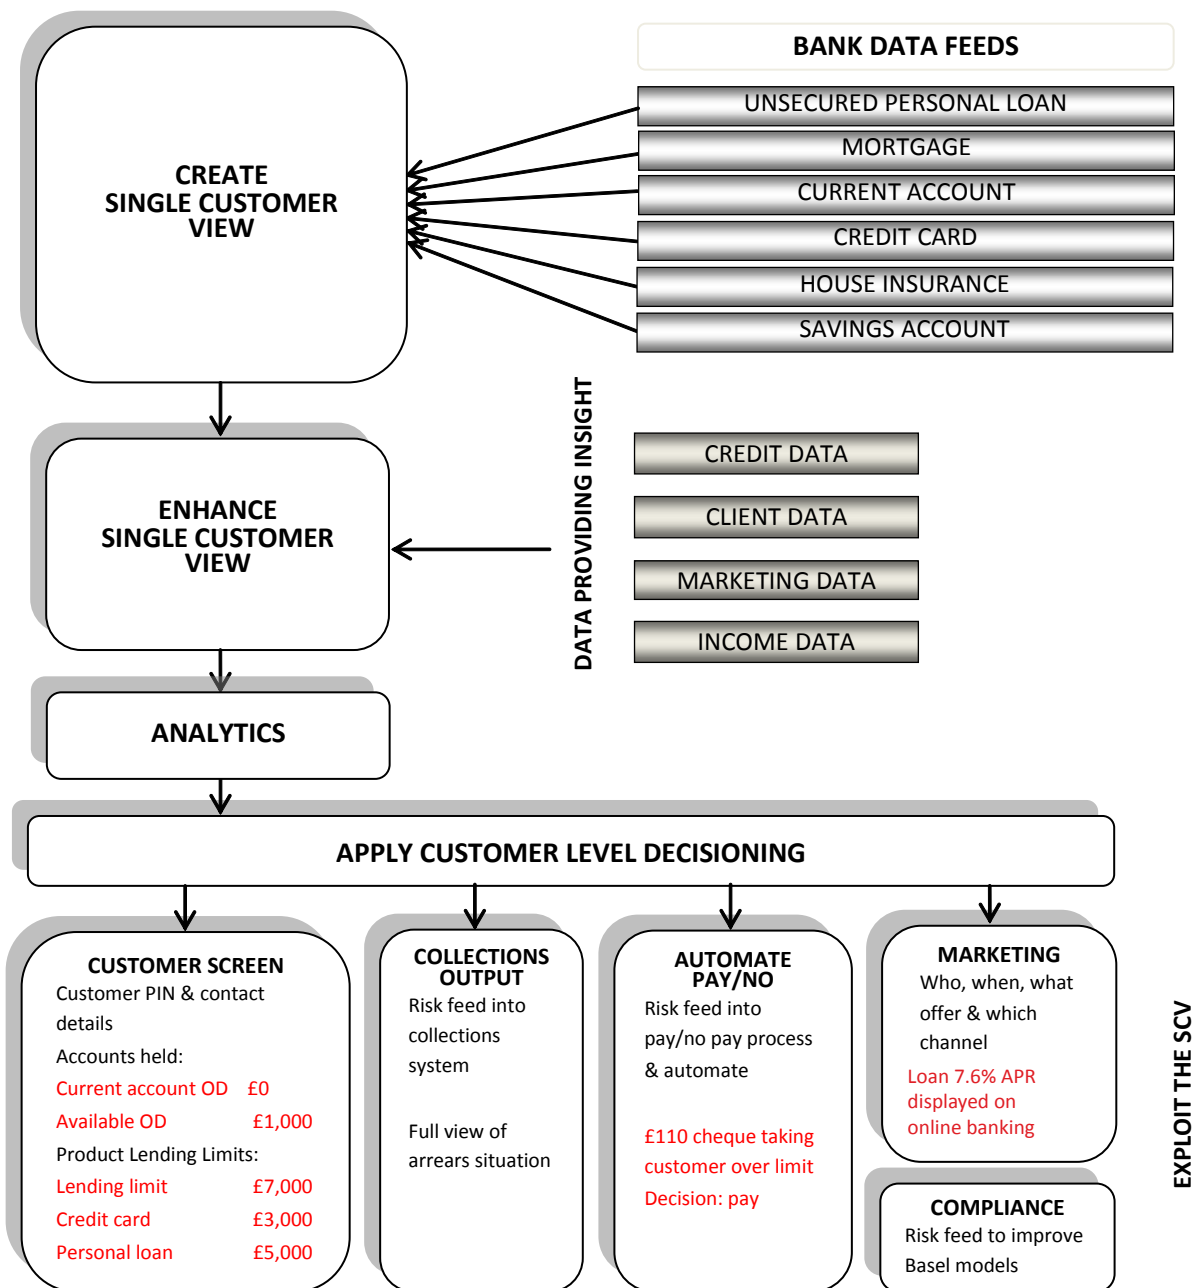 BANK DATA FEEDS
UNSECURED PERSONAL LOAN
MORTGAGE
CURRENT ACCOUNT
CREDIT CARD
HOUSE INSURANCE
SAVINGS ACCOUNT
CREATE
SINGLE CUSTOMER
VIEW
DATA PROVIDING INSIGHT
CREDIT DATA
CLIENT DATA
MARKETING DATA
INCOME DATA
ENHANCE
SINGLE CUSTOMER
VIEW
ANALYTICS
APPLY CUSTOMER LEVEL DECISIONING
CUSTOMER SCREEN
Customer PIN & contact
details
Accounts held:
Current account OD £0
Available OD £1,000
Product Lending Limits:
Lending limit £7,000
Credit card £3,000
Personal loan £5,000
COLLECTIONS
OUTPUT
Risk feed into
collections
system
Full view of
arrears situation
AUTOMATE
PAY/NO
Risk feed into
pay/no pay process
& automate
£110 cheque taking
customer over limit
Decision: pay
MARKETING
Who, when, what
offer & which
channel
Loan 7.6% APR
displayed on
online banking
COMPLIANCE
Risk feed to improve
Basel models
EXPLOIT THE SCV